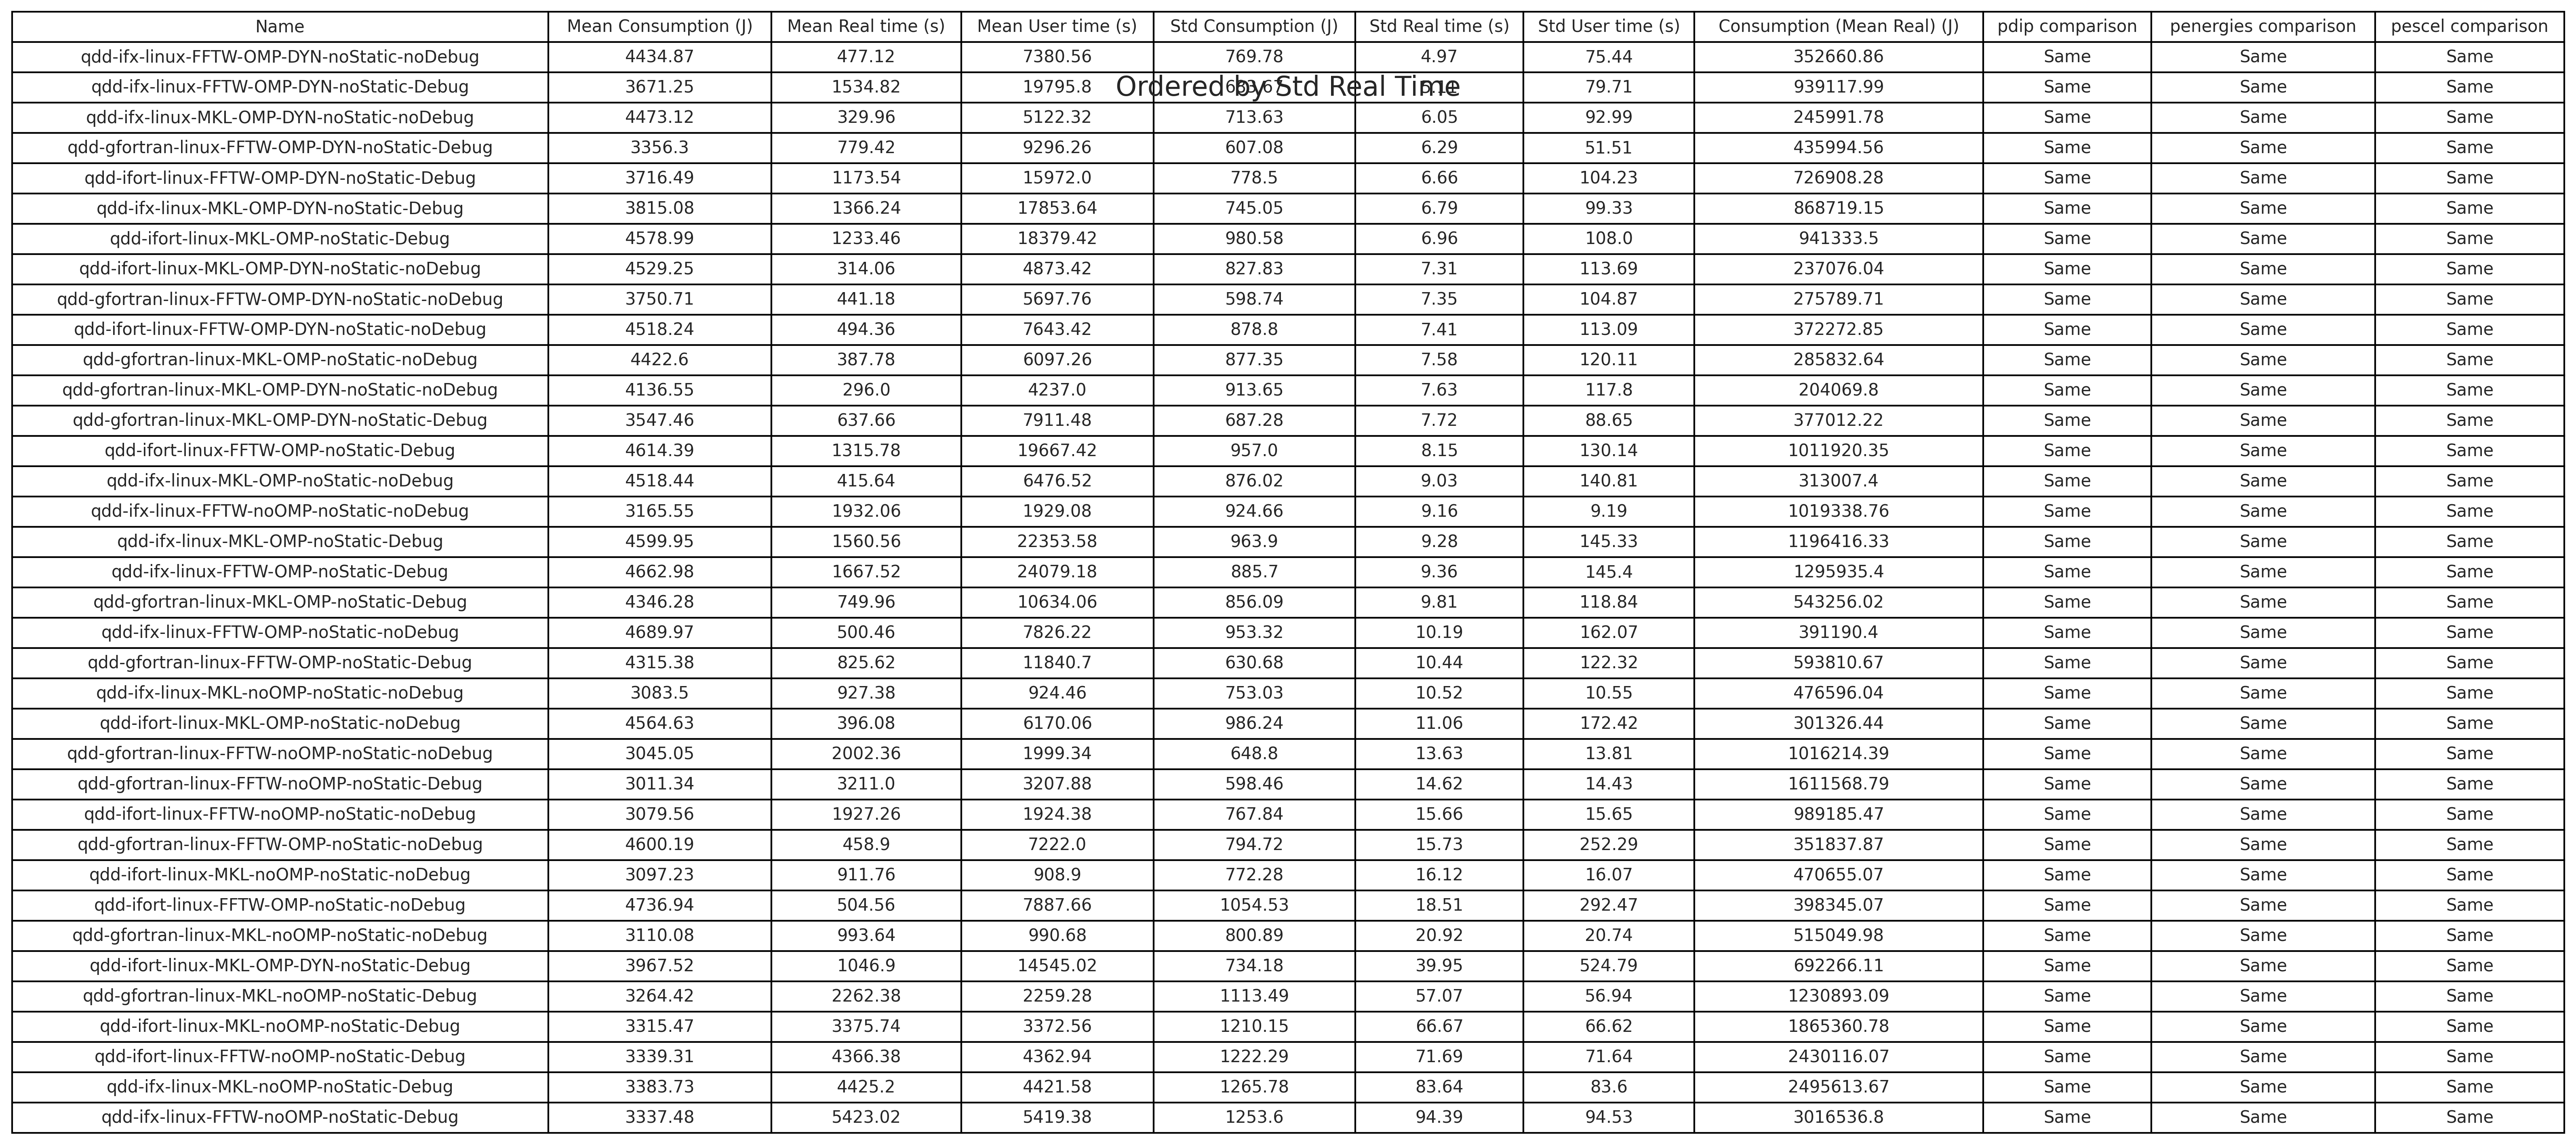 Name Mean Consumption (J) Mean Real time (s) Mean User time (s) Std Consumption (J) Std Real time (s) Std User time (s) Consumption (Mean Real) (J) pdip comparison penergies comparison pescel comparison
qdd-ifx-linux-FFTW-OMP-DYN-noStatic-noDebug 4434.87 477.12 7380.56 769.78 4.97 75.44 352660.86 Same Same Same
Ordered by Std Real Time
qdd-ifx-linux-FFTW-OMP-DYN-noStatic-Debug 3671.25 1534.82 19795.8 683.67 5.11 79.71 939117.99 Same Same Same
qdd-ifx-linux-MKL-OMP-DYN-noStatic-noDebug 4473.12 329.96 5122.32 713.63 6.05 92.99 245991.78 Same Same Same
qdd-gfortran-linux-FFTW-OMP-DYN-noStatic-Debug 3356.3 779.42 9296.26 607.08 6.29 51.51 435994.56 Same Same Same
qdd-ifort-linux-FFTW-OMP-DYN-noStatic-Debug 3716.49 1173.54 15972.0 778.5 6.66 104.23 726908.28 Same Same Same
qdd-ifx-linux-MKL-OMP-DYN-noStatic-Debug 3815.08 1366.24 17853.64 745.05 6.79 99.33 868719.15 Same Same Same
qdd-ifort-linux-MKL-OMP-noStatic-Debug 4578.99 1233.46 18379.42 980.58 6.96 108.0 941333.5 Same Same Same
qdd-ifort-linux-MKL-OMP-DYN-noStatic-noDebug 4529.25 314.06 4873.42 827.83 7.31 113.69 237076.04 Same Same Same
qdd-gfortran-linux-FFTW-OMP-DYN-noStatic-noDebug 3750.71 441.18 5697.76 598.74 7.35 104.87 275789.71 Same Same Same
qdd-ifort-linux-FFTW-OMP-DYN-noStatic-noDebug 4518.24 494.36 7643.42 878.8 7.41 113.09 372272.85 Same Same Same
qdd-gfortran-linux-MKL-OMP-noStatic-noDebug 4422.6 387.78 6097.26 877.35 7.58 120.11 285832.64 Same Same Same
qdd-gfortran-linux-MKL-OMP-DYN-noStatic-noDebug 4136.55 296.0 4237.0 913.65 7.63 117.8 204069.8 Same Same Same
qdd-gfortran-linux-MKL-OMP-DYN-noStatic-Debug 3547.46 637.66 7911.48 687.28 7.72 88.65 377012.22 Same Same Same
qdd-ifort-linux-FFTW-OMP-noStatic-Debug 4614.39 1315.78 19667.42 957.0 8.15 130.14 1011920.35 Same Same Same
qdd-ifx-linux-MKL-OMP-noStatic-noDebug 4518.44 415.64 6476.52 876.02 9.03 140.81 313007.4 Same Same Same
qdd-ifx-linux-FFTW-noOMP-noStatic-noDebug 3165.55 1932.06 1929.08 924.66 9.16 9.19 1019338.76 Same Same Same
qdd-ifx-linux-MKL-OMP-noStatic-Debug 4599.95 1560.56 22353.58 963.9 9.28 145.33 1196416.33 Same Same Same
qdd-ifx-linux-FFTW-OMP-noStatic-Debug 4662.98 1667.52 24079.18 885.7 9.36 145.4 1295935.4 Same Same Same
qdd-gfortran-linux-MKL-OMP-noStatic-Debug 4346.28 749.96 10634.06 856.09 9.81 118.84 543256.02 Same Same Same
qdd-ifx-linux-FFTW-OMP-noStatic-noDebug 4689.97 500.46 7826.22 953.32 10.19 162.07 391190.4 Same Same Same
qdd-gfortran-linux-FFTW-OMP-noStatic-Debug 4315.38 825.62 11840.7 630.68 10.44 122.32 593810.67 Same Same Same
qdd-ifx-linux-MKL-noOMP-noStatic-noDebug 3083.5 927.38 924.46 753.03 10.52 10.55 476596.04 Same Same Same
qdd-ifort-linux-MKL-OMP-noStatic-noDebug 4564.63 396.08 6170.06 986.24 11.06 172.42 301326.44 Same Same Same
qdd-gfortran-linux-FFTW-noOMP-noStatic-noDebug 3045.05 2002.36 1999.34 648.8 13.63 13.81 1016214.39 Same Same Same
qdd-gfortran-linux-FFTW-noOMP-noStatic-Debug 3011.34 3211.0 3207.88 598.46 14.62 14.43 1611568.79 Same Same Same
qdd-ifort-linux-FFTW-noOMP-noStatic-noDebug 3079.56 1927.26 1924.38 767.84 15.66 15.65 989185.47 Same Same Same
qdd-gfortran-linux-FFTW-OMP-noStatic-noDebug 4600.19 458.9 7222.0 794.72 15.73 252.29 351837.87 Same Same Same
qdd-ifort-linux-MKL-noOMP-noStatic-noDebug 3097.23 911.76 908.9 772.28 16.12 16.07 470655.07 Same Same Same
qdd-ifort-linux-FFTW-OMP-noStatic-noDebug 4736.94 504.56 7887.66 1054.53 18.51 292.47 398345.07 Same Same Same
qdd-gfortran-linux-MKL-noOMP-noStatic-noDebug 3110.08 993.64 990.68 800.89 20.92 20.74 515049.98 Same Same Same
qdd-ifort-linux-MKL-OMP-DYN-noStatic-Debug 3967.52 1046.9 14545.02 734.18 39.95 524.79 692266.11 Same Same Same
qdd-gfortran-linux-MKL-noOMP-noStatic-Debug 3264.42 2262.38 2259.28 1113.49 57.07 56.94 1230893.09 Same Same Same
qdd-ifort-linux-MKL-noOMP-noStatic-Debug 3315.47 3375.74 3372.56 1210.15 66.67 66.62 1865360.78 Same Same Same
qdd-ifort-linux-FFTW-noOMP-noStatic-Debug 3339.31 4366.38 4362.94 1222.29 71.69 71.64 2430116.07 Same Same Same
qdd-ifx-linux-MKL-noOMP-noStatic-Debug 3383.73 4425.2 4421.58 1265.78 83.64 83.6 2495613.67 Same Same Same
qdd-ifx-linux-FFTW-noOMP-noStatic-Debug 3337.48 5423.02 5419.38 1253.6 94.39 94.53 3016536.8 Same Same Same